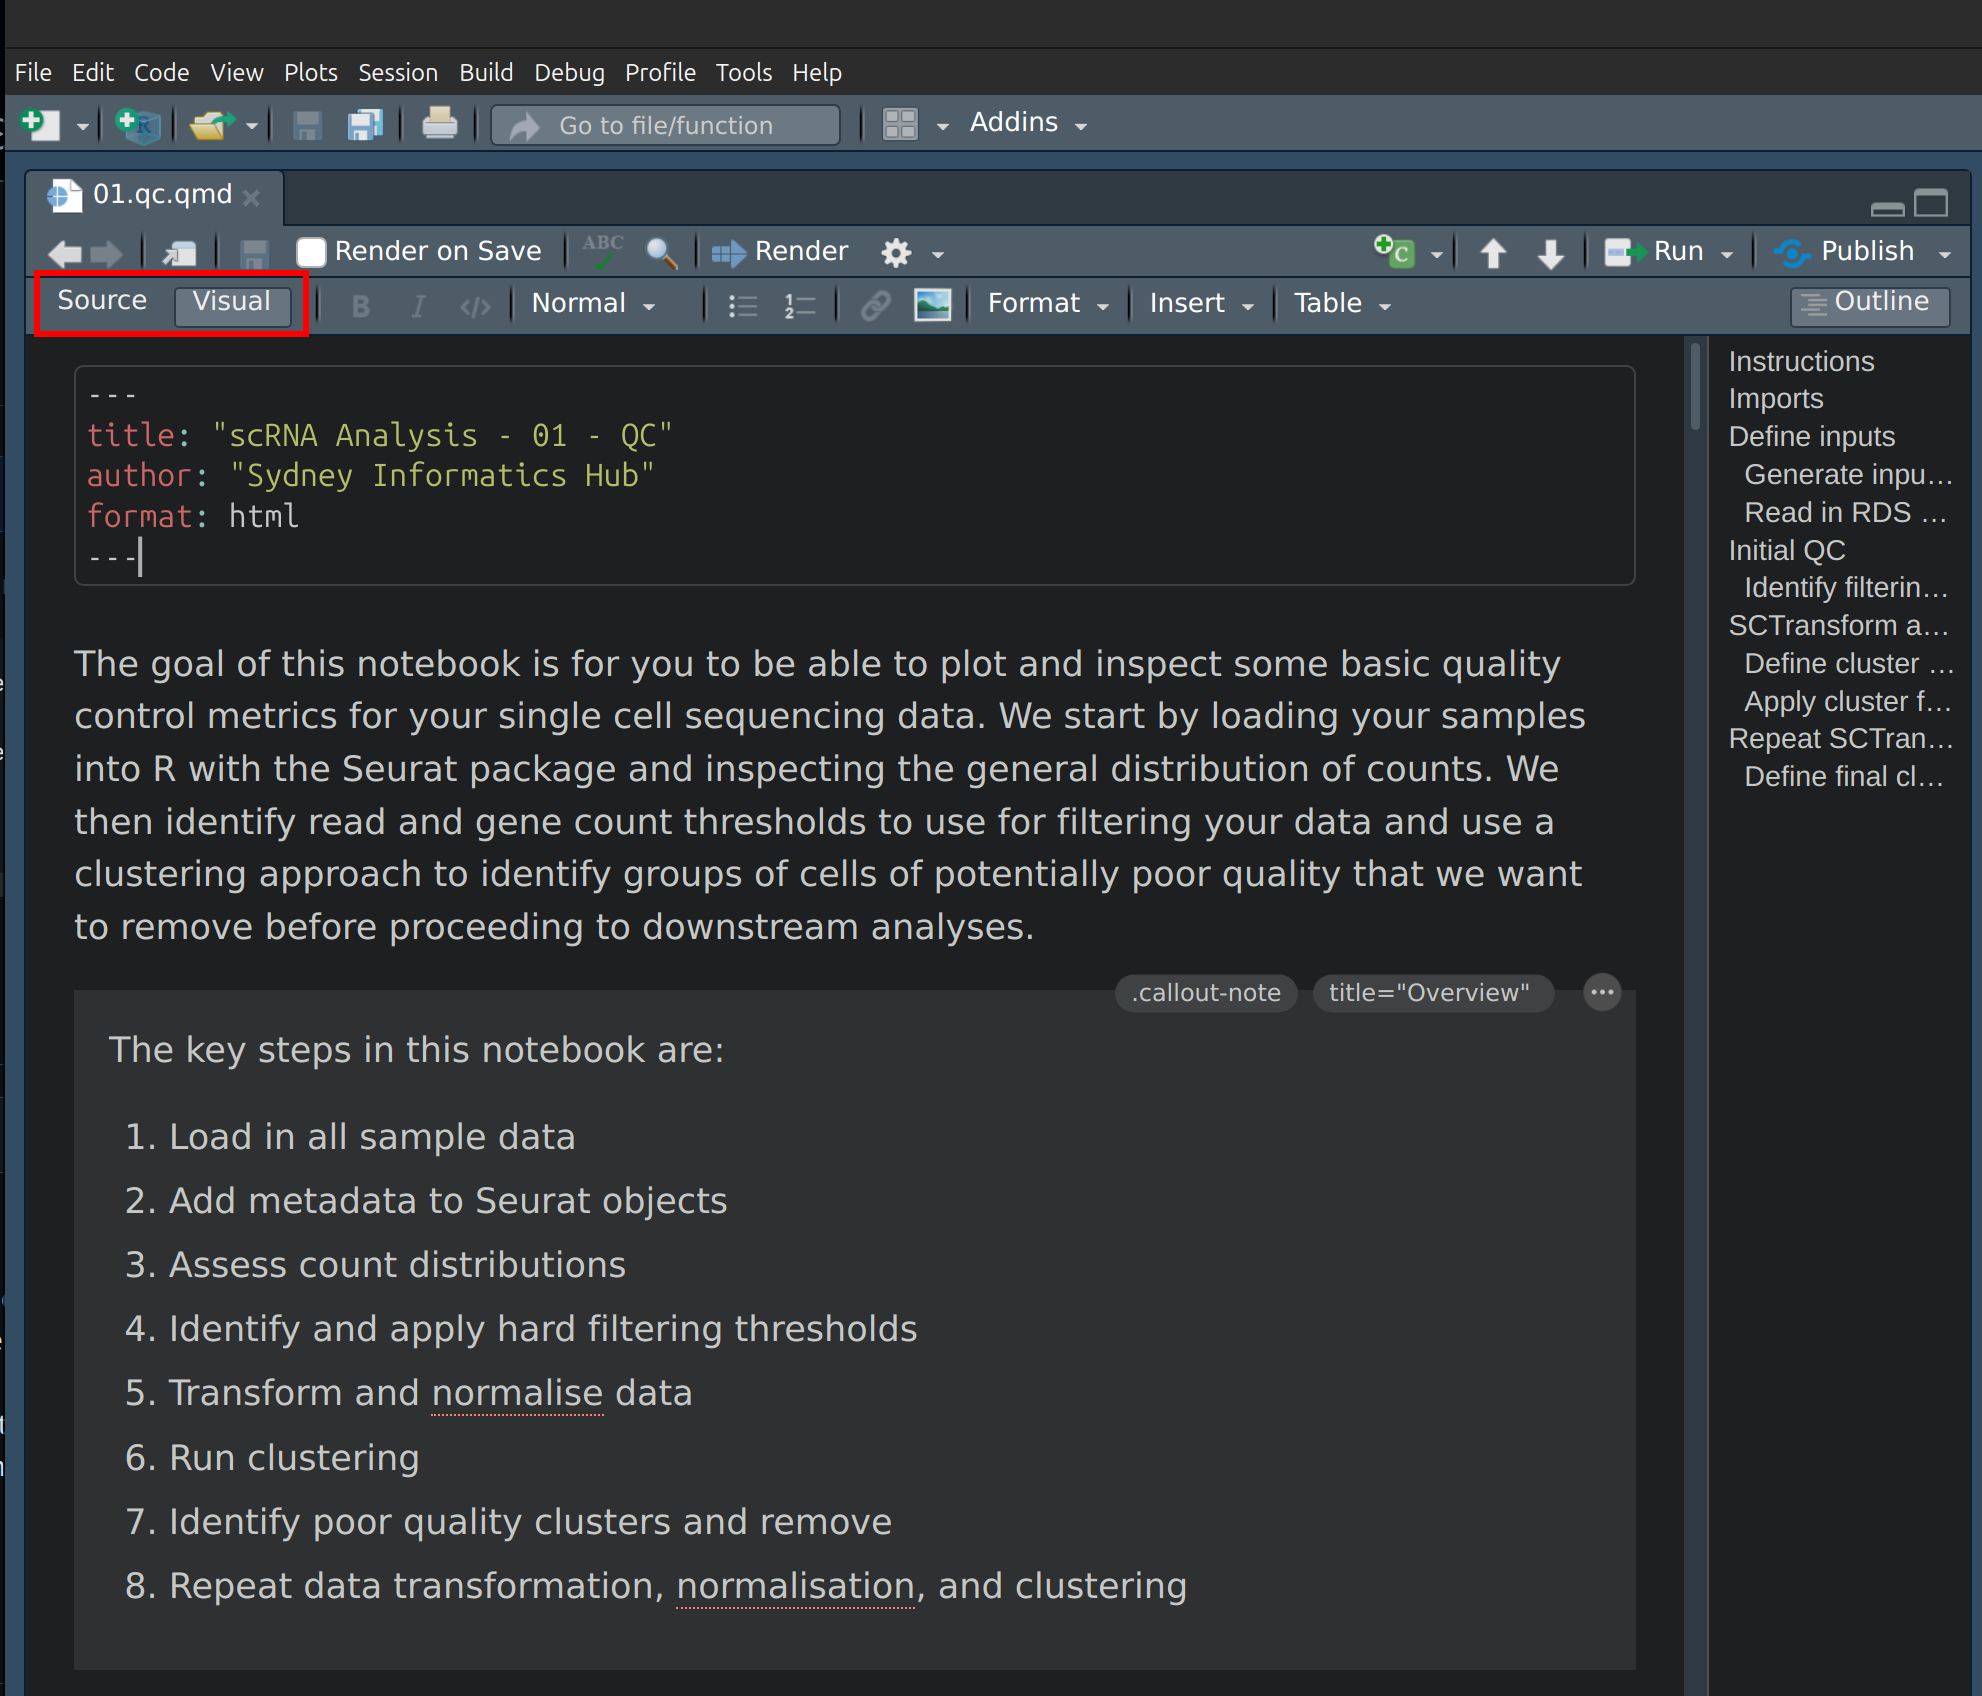 File Edit Code View Plots Session Build Debug Profile Tools Help
Go to file/function Addins
01.qc.qmd
Render on Save ABC Render Run Publish
Source Visual B I </> Normal Format Insert Table Outline
---
title: "scRNA Analysis - 01 - QC"
author: "Sydney Informatics Hub"
format: html
---
The goal of this notebook is for you to be able to plot and inspect some basic quality
control metrics for your single cell sequencing data. We start by loading your samples
into R with the Seurat package and inspecting the general distribution of counts. We
then identify read and gene count thresholds to use for filtering your data and use a
clustering approach to identify groups of cells of potentially poor quality that we want
to remove before proceeding to downstream analyses.
.callout-note title="Overview"
The key steps in this notebook are:
1. Load in all sample data
2. Add metadata to Seurat objects
3. Assess count distributions
4. Identify and apply hard filtering thresholds
5. Transform and normalise data
6. Run clustering
7. Identify poor quality clusters and remove
8. Repeat data transformation, normalisation, and clustering
Instructions
Imports
Define inputs
Generate inpu...
Read in RDS ...
Initial QC
Identify filterin...
SCTransform a...
Define cluster ...
Apply cluster f...
Repeat SCTran...
Define final cl...